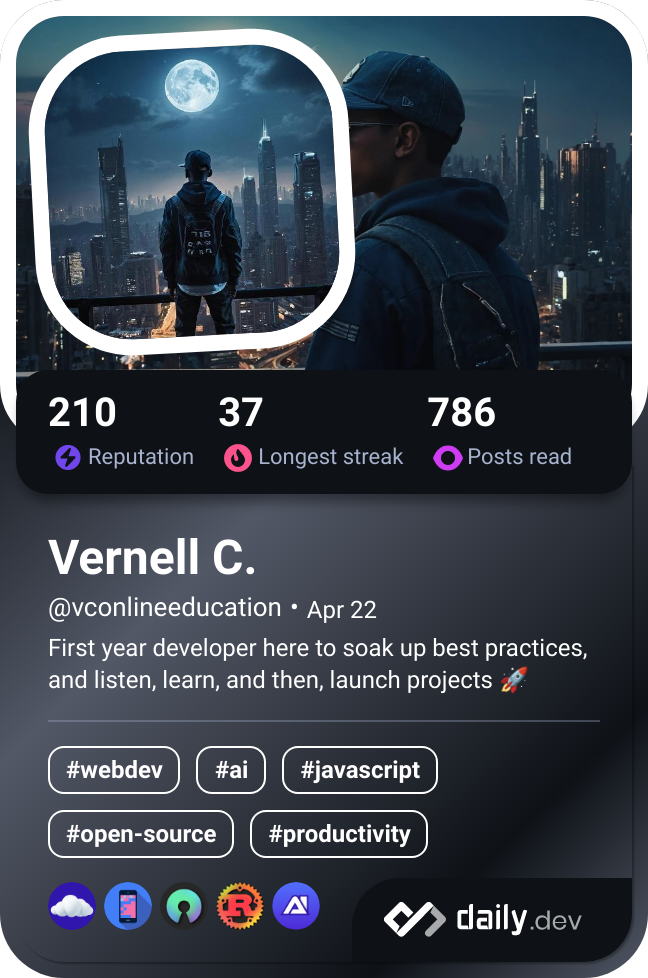 210 37 786
Reputation Longest streak Posts read
Vernell C.
@vconlineeducation • Apr 22
First year developer here to soak up best practices,
and listen, learn, and then, launch projects 🚀
#webdev #ai #javascript
#open-source #productivity
R AI daily.dev